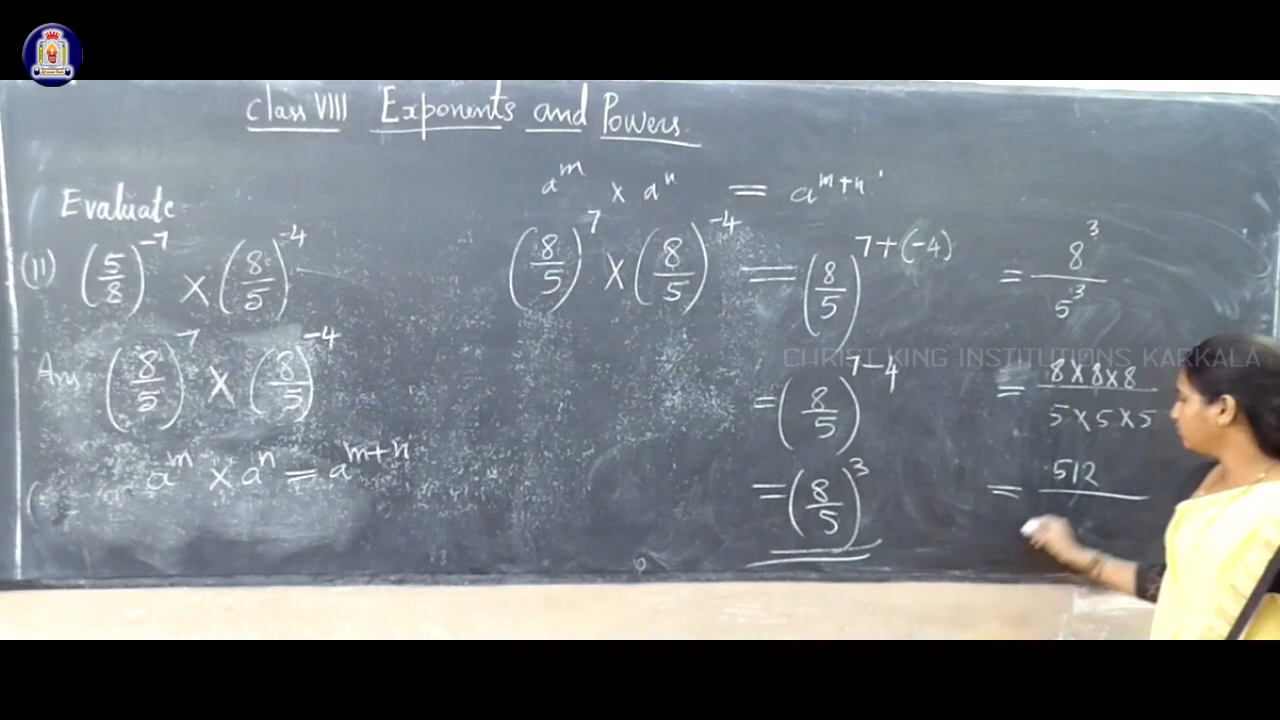 Class VIII Exponents and Powers
Evaluate
(ii) (5/8)^-7 × (8/5)^-4
Ans (8/5)^7 × (8/5)^-4
a^m × a^n = a^m+n
a^m × a^n = a^m+n
(8/5)^7 × (8/5)^-4 = (8/5)^7+(-4)
= (8/5)^7-4
= (8/5)^3
= 8^3/5^3
= 8×8×8/5×5×5
= 512
CHRIST KING INSTITUTIONS KARKALA